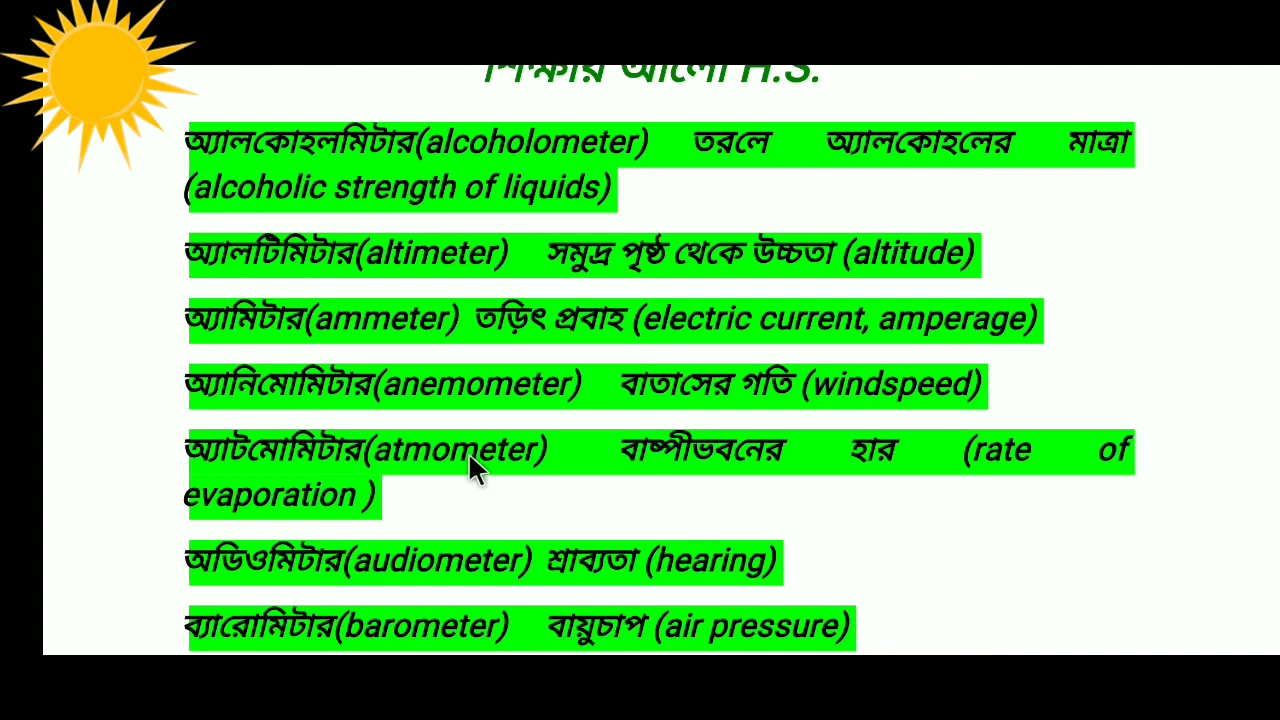 শিক্ষার আলো H.S.
অ্যালকোহলমিটার(alcoholometer) তরলে অ্যালকোহলের মাত্রা
(alcoholic strength of liquids)
অ্যালটিমিটার(altimeter) সমুদ্র পৃষ্ঠ থেকে উচ্চতা (altitude)
অ্যামিটার(ammeter) তড়িৎ প্রবাহ (electric current, amperage)
অ্যানিমোমিটার(anemometer) বাতাসের গতি (windspeed)
অ্যাটমোমিটার(atmometer) বাষ্পীভবনের হার (rate of
evaporation )
অডিওমিটার(audiometer) শ্রাব্যতা (hearing)
ব্যারোমিটার(barometer) বায়ুচাপ (air pressure)